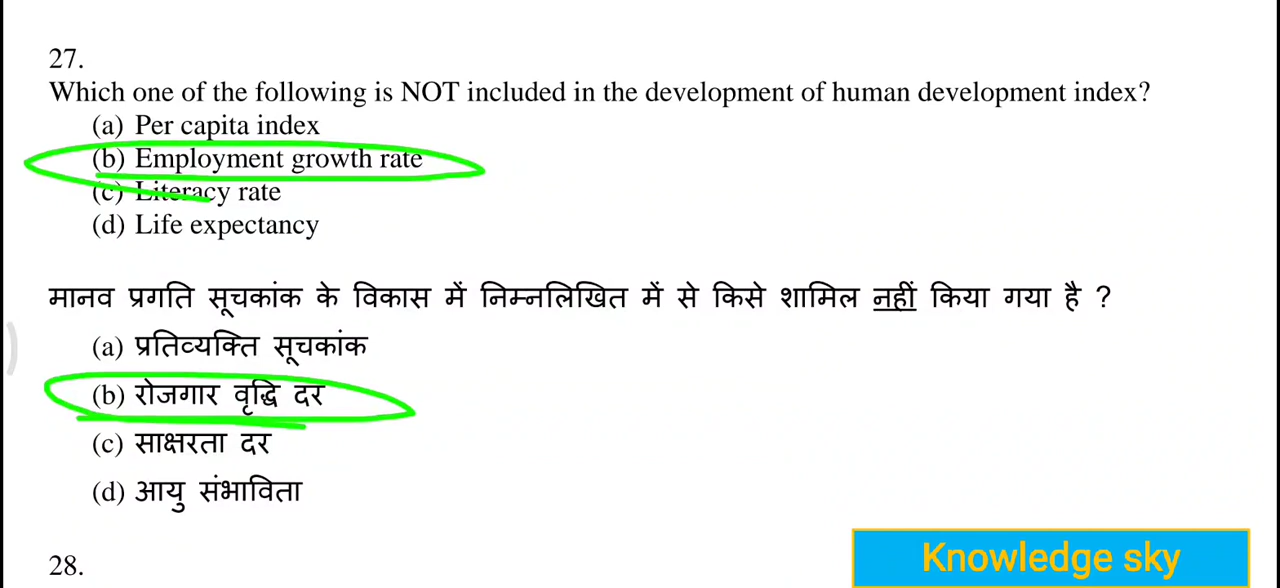 27.
Which one of the following is NOT included in the development of human development index?
(a) Per capita index
(b) Employment growth rate
(c) Literacy rate
(d) Life expectancy
मानव प्रगति सूचकांक के विकास में निम्नलिखित में से किसे शामिल नहीं किया गया है ?
(a) प्रतिव्यक्ति सूचकांक
(b) रोजगार वृद्धि दर
(c) साक्षरता दर
(d) आयु संभाविता
28.
Knowledge sky